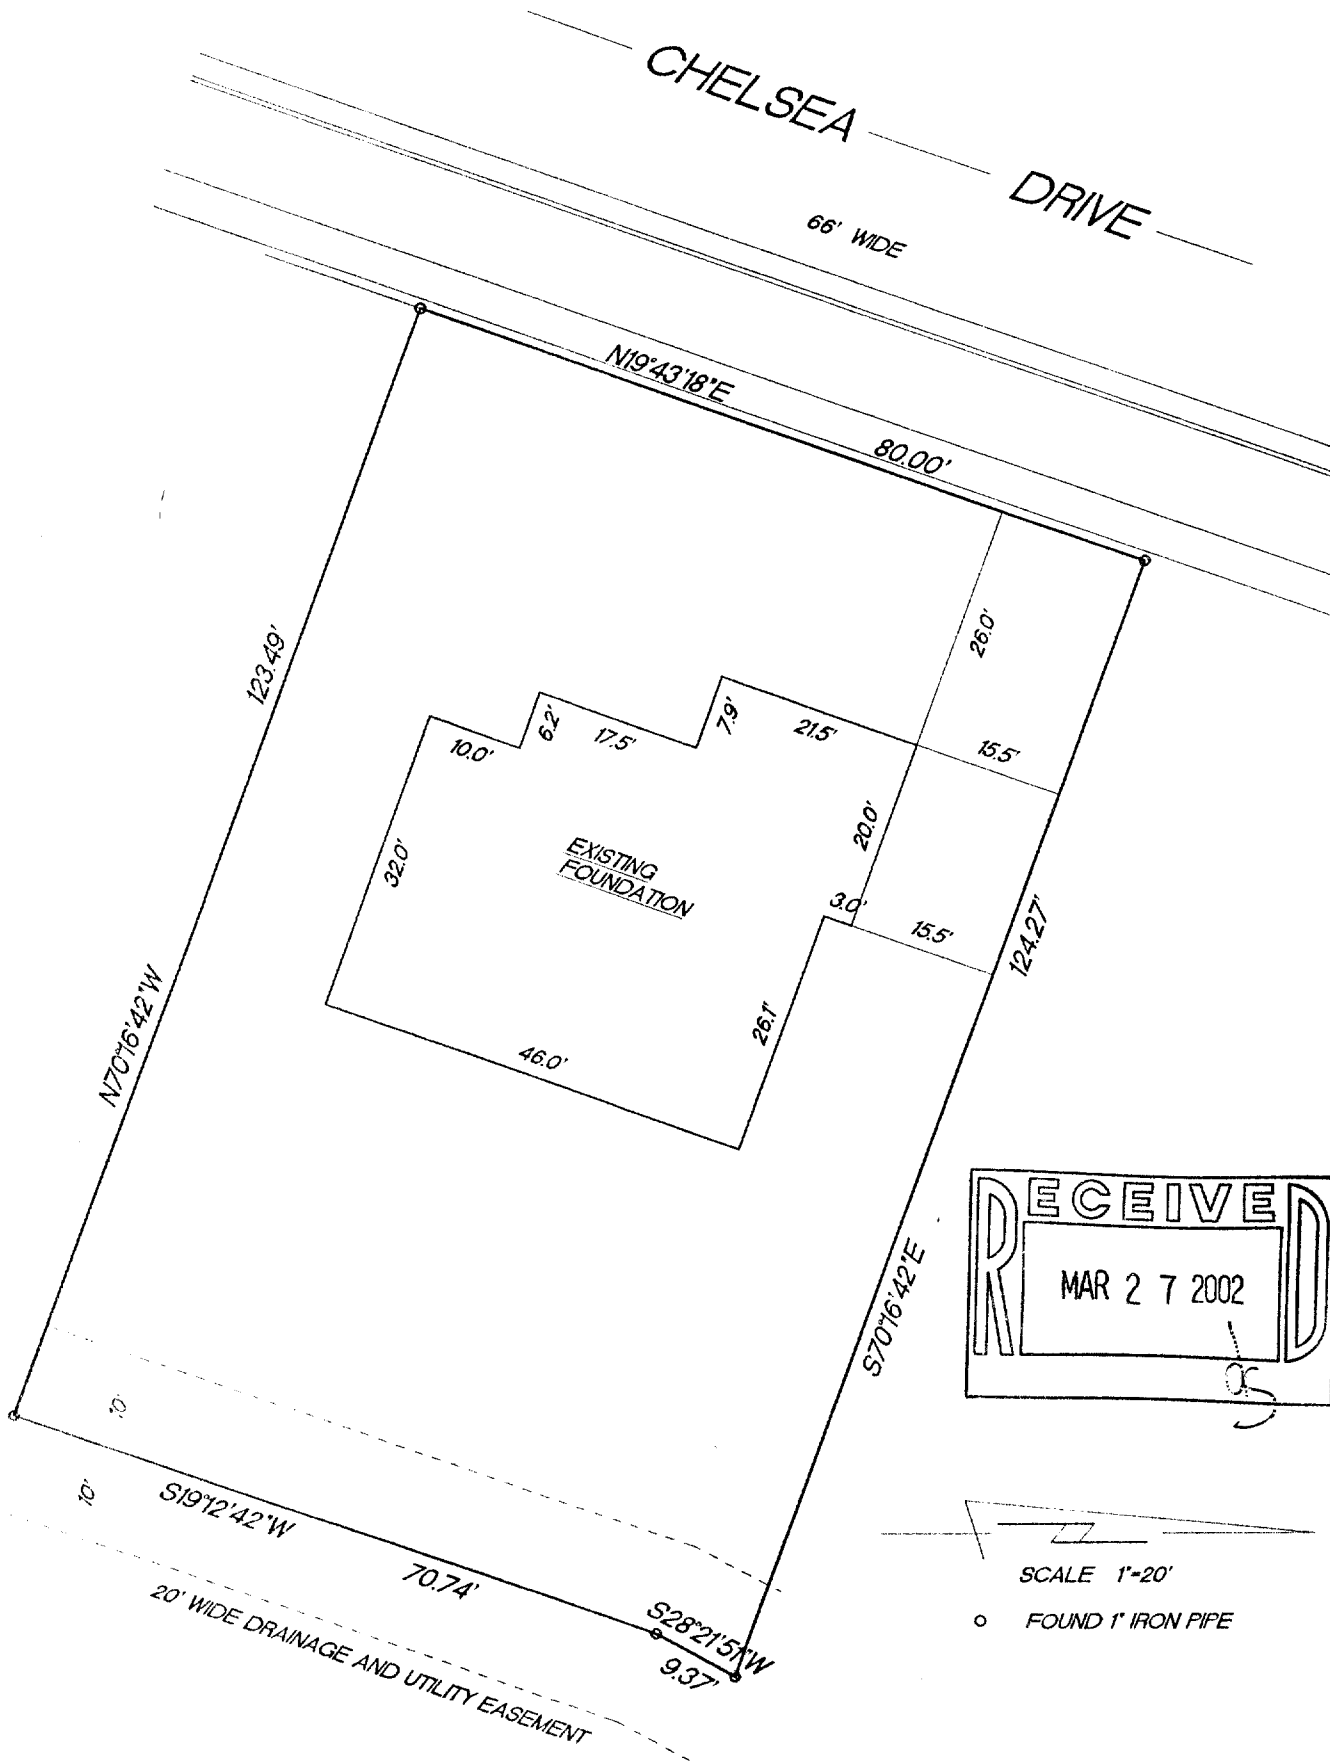 CHELSEA DRIVE
66' WIDE
N19°43'18"E
80.00'
123.49'
N70°16'42"W
26.0'
15.5'
7.9'
21.5'
6.2'
17.5'
10.0'
32.0'
20.0'
EXISTING
FOUNDATION
3.0'
15.5'
124.27'
26.1'
46.0'
S70°16'42"E
RECEIVED
MAR 2 7 2002
10'
10'
S19°12'42"W
70.74'
S28°21'51"W
9.37'
20' WIDE DRAINAGE AND UTILITY EASEMENT
SCALE 1"=20'
FOUND 1" IRON PIPE